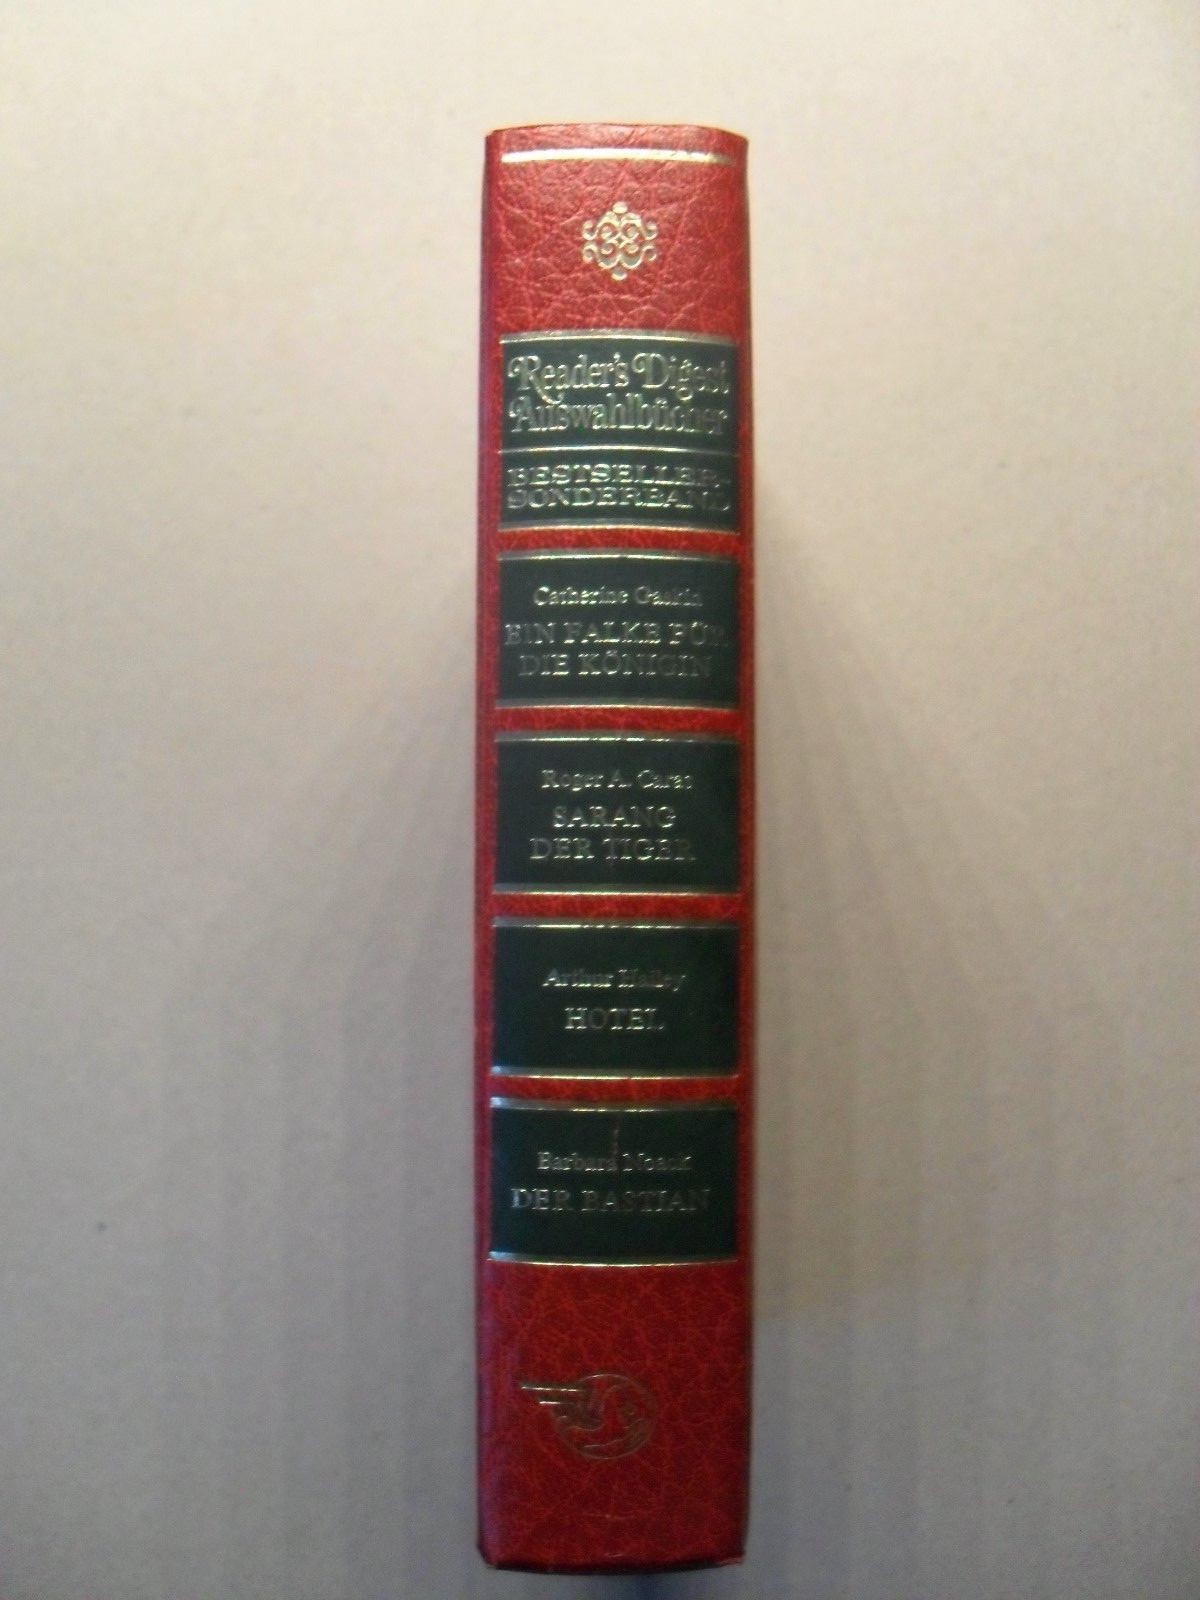 Reader's Digest
Auswahlbücher
BESTSELLER-
SONDERBAND
Catherine Gaskin
EIN FALKE FÜR
DIE KÖNIGIN
Roger A. Caras
SARANG
DER TIGER
Arthur Hailey
HOTEL
Barbara Noack
DER BASTIAN